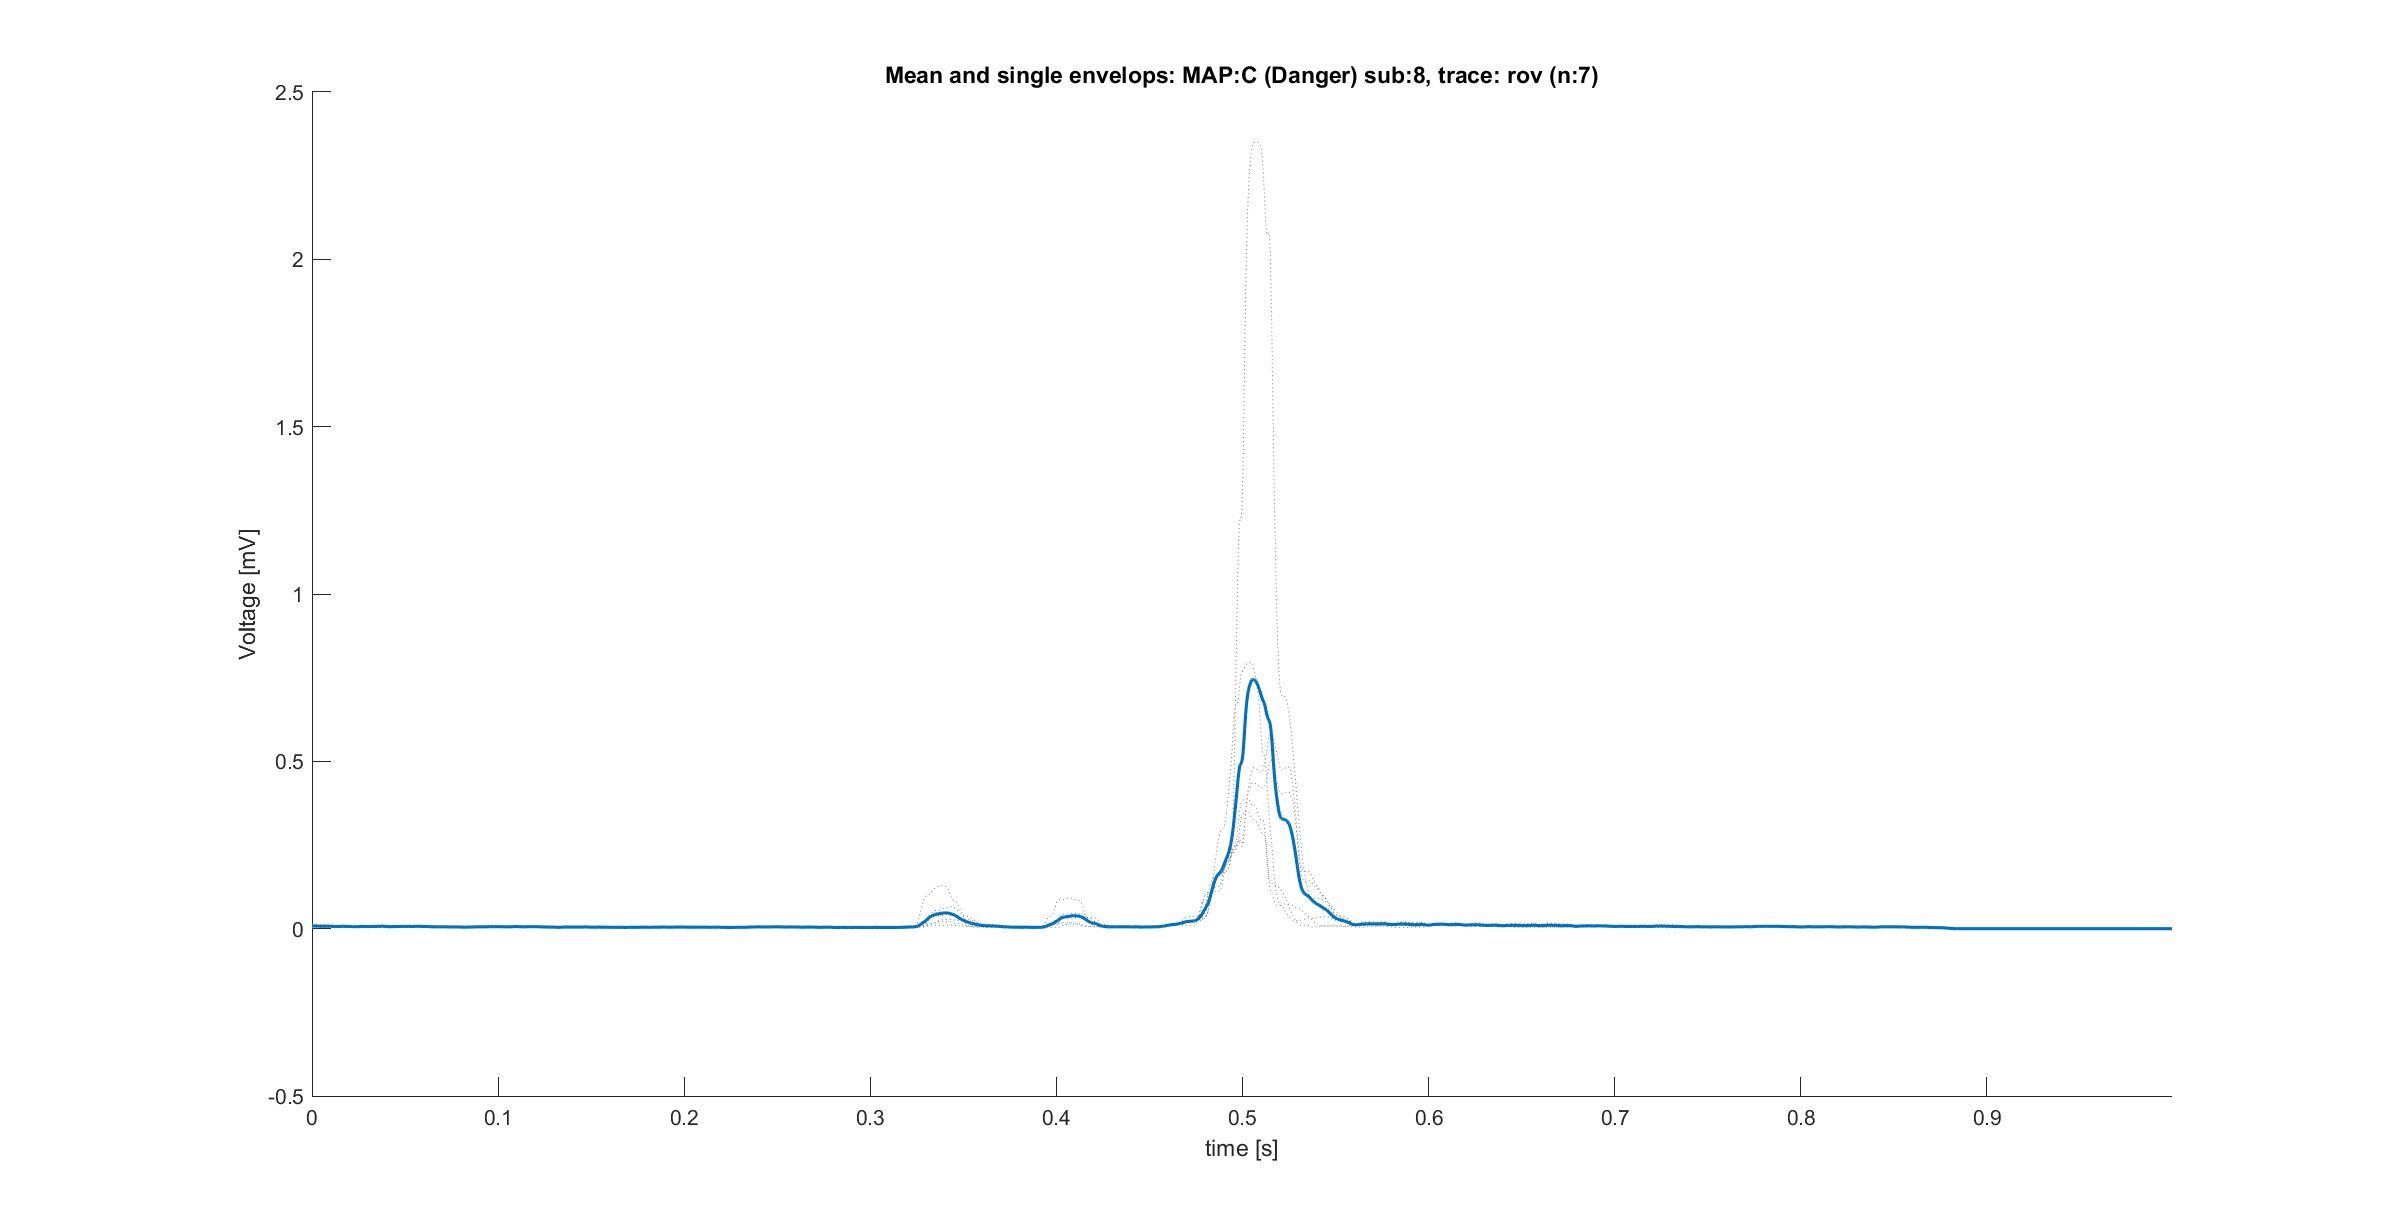 Mean and single envelops: MAP:C (Danger) sub:8, trace: rov (n:7)
2.5
2
1.5
1
0.5
0
-0.5
Voltage [mV]
0 0.1 0.2 0.3 0.4 0.5 0.6 0.7 0.8 0.9
time [s]